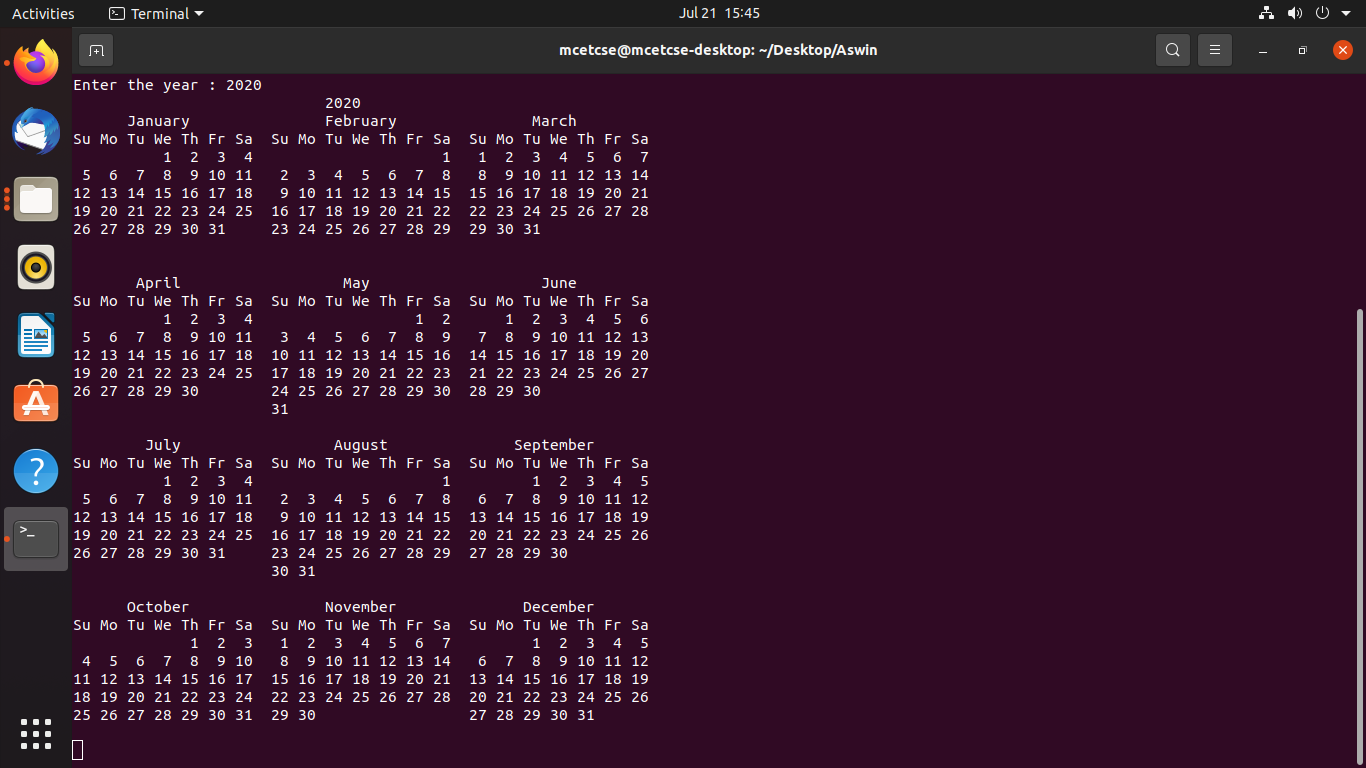 Activities Terminal Jul 21 15:45
mcetcse@mcetcse-desktop: ~/Desktop/Aswin
Enter the year : 2020
                            2020
      January               February               March
Su Mo Tu We Th Fr Sa  Su Mo Tu We Th Fr Sa  Su Mo Tu We Th Fr Sa
          1  2  3  4                     1   1  2  3  4  5  6  7
 5  6  7  8  9 10 11   2  3  4  5  6  7  8   8  9 10 11 12 13 14
12 13 14 15 16 17 18   9 10 11 12 13 14 15  15 16 17 18 19 20 21
19 20 21 22 23 24 25  16 17 18 19 20 21 22  22 23 24 25 26 27 28
26 27 28 29 30 31     23 24 25 26 27 28 29  29 30 31
       April                  May                   June
Su Mo Tu We Th Fr Sa  Su Mo Tu We Th Fr Sa  Su Mo Tu We Th Fr Sa
          1  2  3  4                  1  2      1  2  3  4  5  6
 5  6  7  8  9 10 11   3  4  5  6  7  8  9   7  8  9 10 11 12 13
12 13 14 15 16 17 18  10 11 12 13 14 15 16  14 15 16 17 18 19 20
19 20 21 22 23 24 25  17 18 19 20 21 22 23  21 22 23 24 25 26 27
26 27 28 29 30        24 25 26 27 28 29 30  28 29 30
                      31
        July                 August              September
Su Mo Tu We Th Fr Sa  Su Mo Tu We Th Fr Sa  Su Mo Tu We Th Fr Sa
          1  2  3  4                     1         1  2  3  4  5
 5  6  7  8  9 10 11   2  3  4  5  6  7  8   6  7  8  9 10 11 12
12 13 14 15 16 17 18   9 10 11 12 13 14 15  13 14 15 16 17 18 19
19 20 21 22 23 24 25  16 17 18 19 20 21 22  20 21 22 23 24 25 26
26 27 28 29 30 31     23 24 25 26 27 28 29  27 28 29 30
                      30 31
      October               November              December
Su Mo Tu We Th Fr Sa  Su Mo Tu We Th Fr Sa  Su Mo Tu We Th Fr Sa
             1  2  3   1  2  3  4  5  6  7         1  2  3  4  5
 4  5  6  7  8  9 10   8  9 10 11 12 13 14   6  7  8  9 10 11 12
11 12 13 14 15 16 17  15 16 17 18 19 20 21  13 14 15 16 17 18 19
18 19 20 21 22 23 24  22 23 24 25 26 27 28  20 21 22 23 24 25 26
25 26 27 28 29 30 31  29 30                 27 28 29 30 31